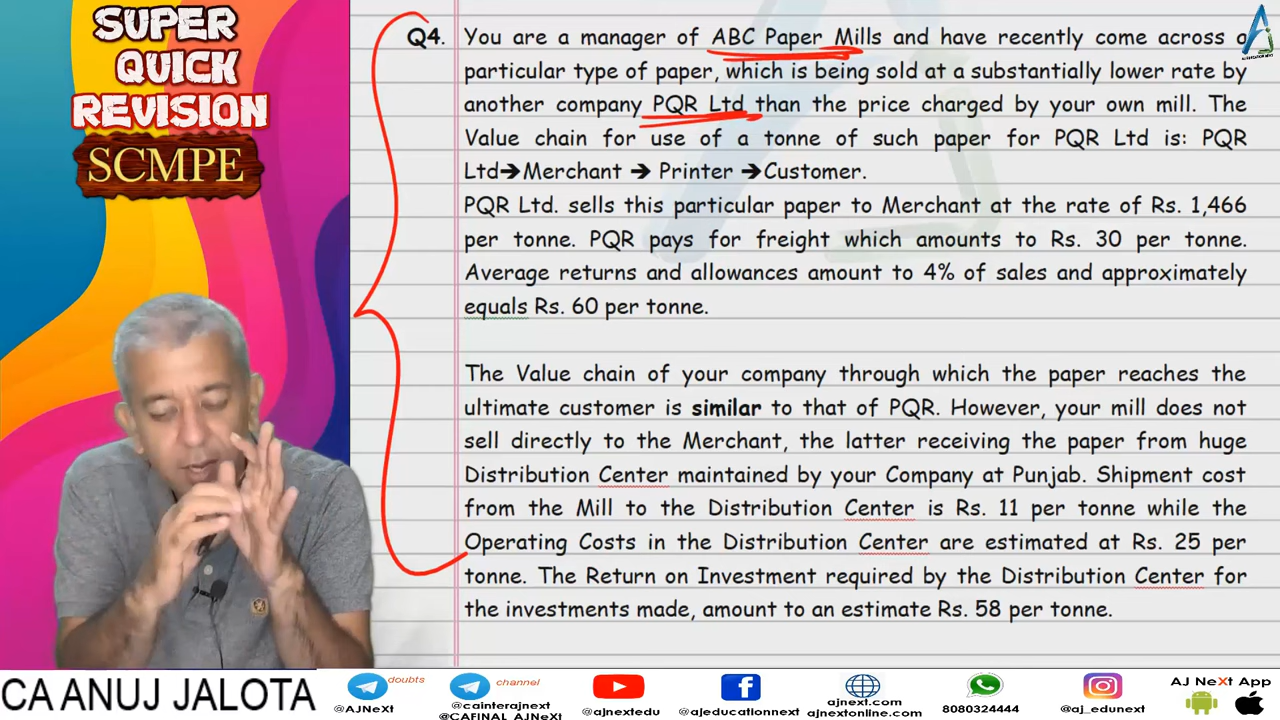 SUPER
QUICK
REVISION
SCMPE
Q4. You are a manager of ABC Paper Mills and have recently come across a
particular type of paper, which is being sold at a substantially lower rate by
another company PQR Ltd than the price charged by your own mill. The
Value chain for use of a tonne of such paper for PQR Ltd is: PQR
Ltd➔Merchant ➔ Printer ➔Customer.
PQR Ltd. sells this particular paper to Merchant at the rate of Rs. 1,466
per tonne. PQR pays for freight which amounts to Rs. 30 per tonne.
Average returns and allowances amount to 4% of sales and approximately
equals Rs. 60 per tonne.
The Value chain of your company through which the paper reaches the
ultimate customer is similar to that of PQR. However, your mill does not
sell directly to the Merchant, the latter receiving the paper from huge
Distribution Center maintained by your Company at Punjab. Shipment cost
from the Mill to the Distribution Center is Rs. 11 per tonne while the
Operating Costs in the Distribution Center are estimated at Rs. 25 per
tonne. The Return on Investment required by the Distribution Center for
the investments made, amount to an estimate Rs. 58 per tonne.
CA ANUJ JALOTA
doubts
@AJNeXt
channel
@cainterajnext
@CAFINAL_AJNeXt
@ajnextedu
@ajeducationnext
ajnext.com
ajnextonline.com
8080324444
@aj_edunext
AJ NeXt App